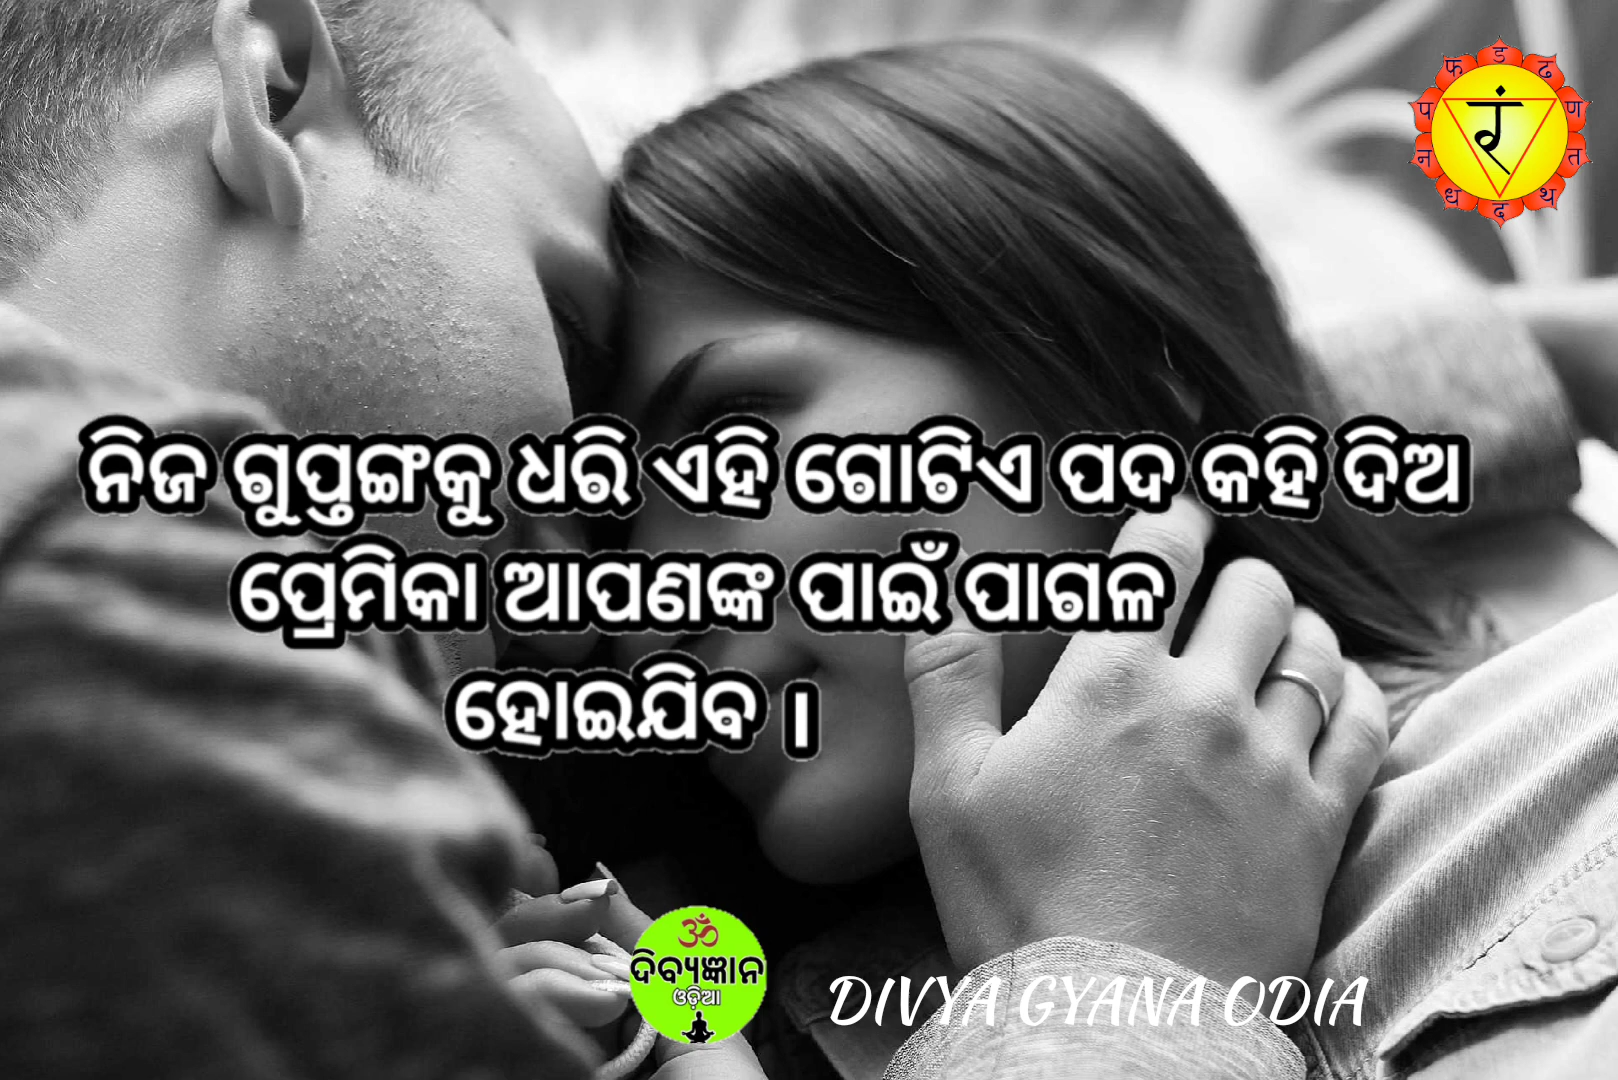 फ ड ढ
प रं ण
न त
ध द थ
ନିଜ ଗୁପ୍ତଙ୍ଗକୁ ଧରି ଏହି ଗୋଟିଏ ପଦ କହି ଦିଅ
ପ୍ରେମିକା ଆପଣଙ୍କ ପାଇଁ ପାଗଳ
ହୋଇଯିବ ।
ॐ
ଦିବ୍ୟଜ୍ଞାନ
ଓଡ଼ିଆ
DIVYA GYANA ODIA